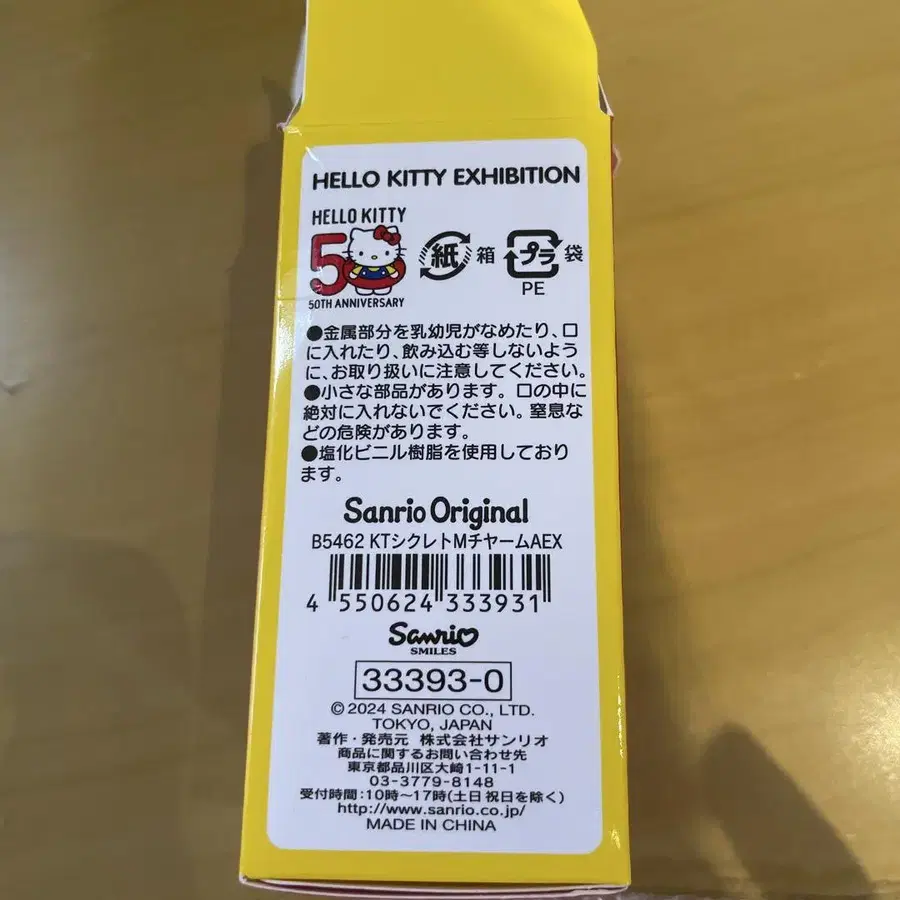 HELLO KITTY EXHIBITION
HELLO KITTY
50
50TH ANNIVERSARY
紙 箱
プラ 袋
PE
●金属部分を乳幼児がなめたり、口
に入れたり、飲み込む等しないよう
に、お取り扱いに注意してください。
●小さな部品があります。口の中に
絶対に入れないでください。窒息な
どの危険があります。
●塩化ビニル樹脂を使用しており
ます。
Sanrio Original
B5462 KTシクレトMチヤームAEX
4 550624 333931
Sanrio
SMILES
33393-0
© 2024 SANRIO CO., LTD.
TOKYO, JAPAN
著作・発売元 株式会社サンリオ
商品に関するお問い合わせ先
東京都品川区大崎1-11-1
03-3779-8148
受付時間:10時～17時(土日祝日を除く)
http://www.sanrio.co.jp/
MADE IN CHINA